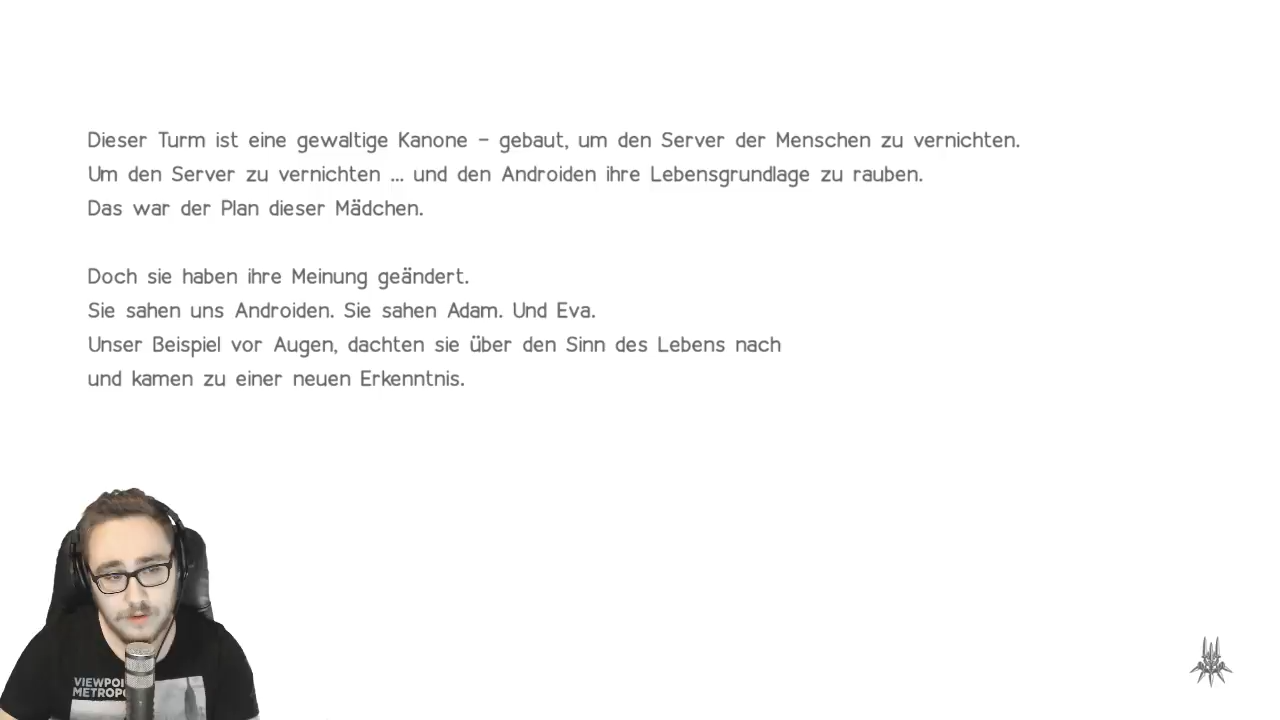 Dieser Turm ist eine gewaltige Kanone – gebaut, um den Server der Menschen zu vernichten.
Um den Server zu vernichten ... und den Androiden ihre Lebensgrundlage zu rauben.
Das war der Plan dieser Mädchen.
Doch sie haben ihre Meinung geändert.
Sie sahen uns Androiden. Sie sahen Adam. Und Eva.
Unser Beispiel vor Augen, dachten sie über den Sinn des Lebens nach
und kamen zu einer neuen Erkenntnis.
VIEWPOI
METROPO